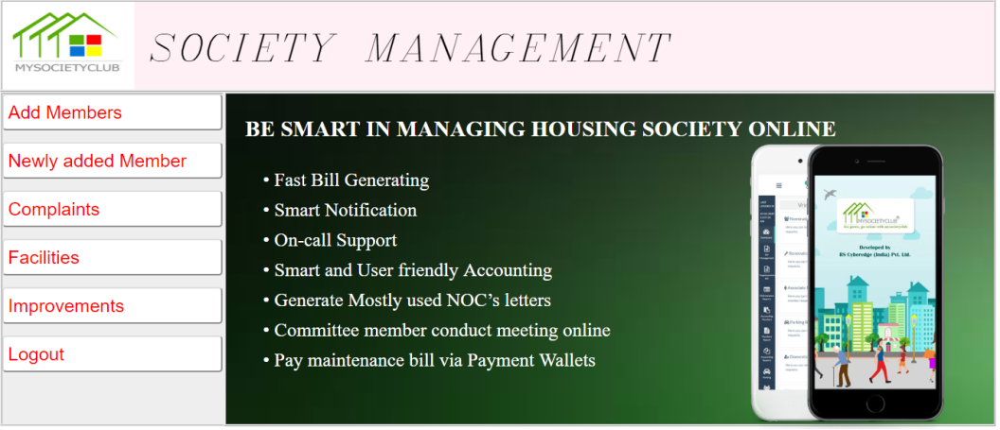 MYSOCIETYCLUB
SOCIETY MANAGEMENT
Add Members
Newly added Member
Complaints
Facilities
Improvements
Logout
BE SMART IN MANAGING HOUSING SOCIETY ONLINE
• Fast Bill Generating
• Smart Notification
• On-call Support
• Smart and User friendly Accounting
• Generate Mostly used NOC’s letters
• Committee member conduct meeting online
• Pay maintenance bill via Payment Wallets
MYSOCIETYCLUB
Developed by
RS Cyberedge (India) Pvt. Ltd.